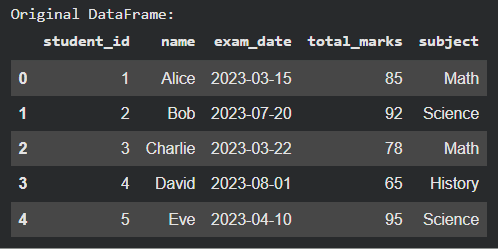 Original DataFrame:
student_id name exam_date total_marks subject
0 1 Alice 2023-03-15 85 Math
1 2 Bob 2023-07-20 92 Science
2 3 Charlie 2023-03-22 78 Math
3 4 David 2023-08-01 65 History
4 5 Eve 2023-04-10 95 Science